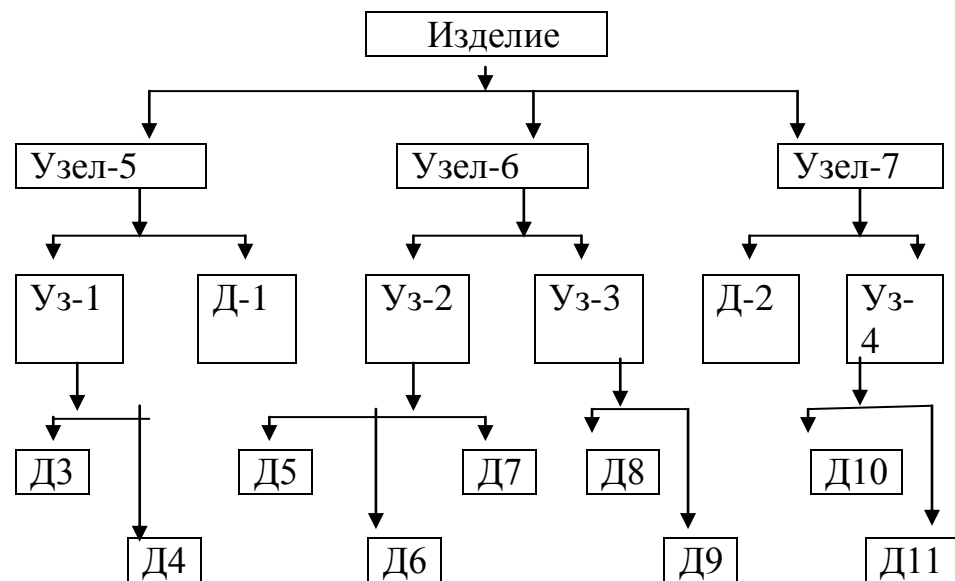 Изделие
Узел-5
Узел-6
Узел-7
Уз-1
Д-1
Уз-2
Уз-3
Д-2
Уз-
4
Д3
Д5
Д7
Д8
Д10
Д4
Д6
Д9
Д11